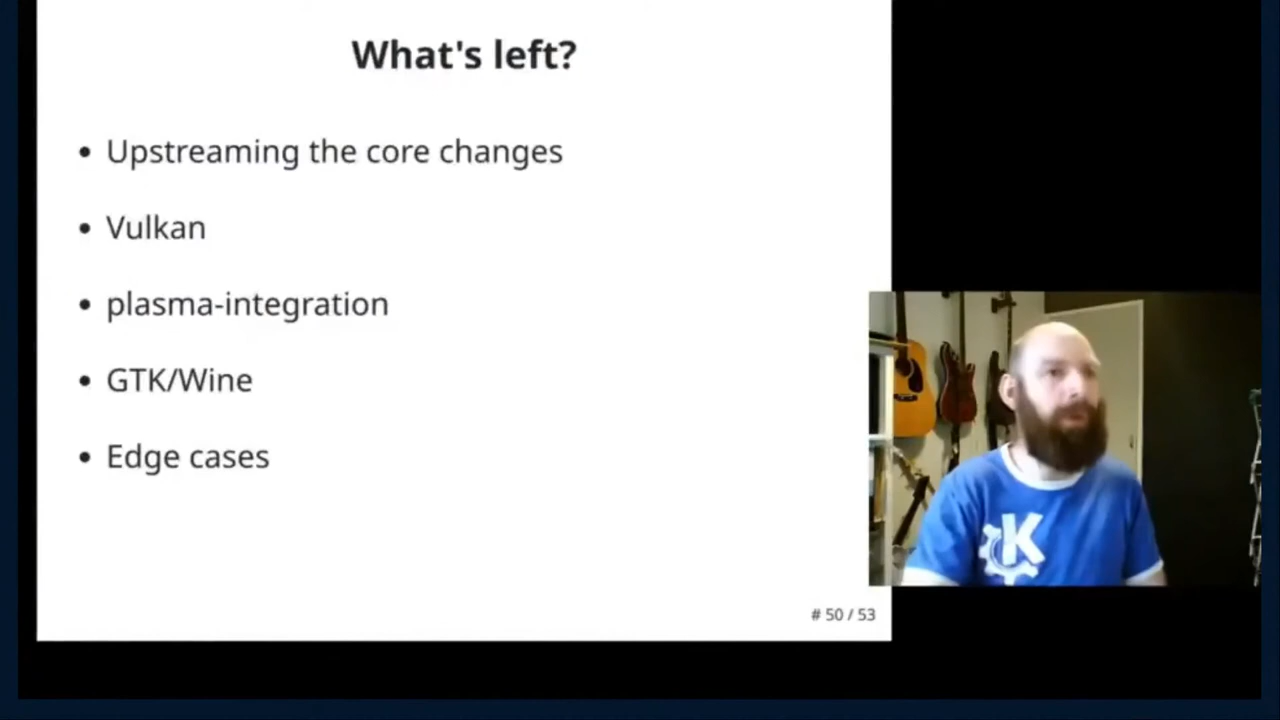 What's left?
• Upstreaming the core changes
• Vulkan
• plasma-integration
• GTK/Wine
• Edge cases
K
# 50 / 53